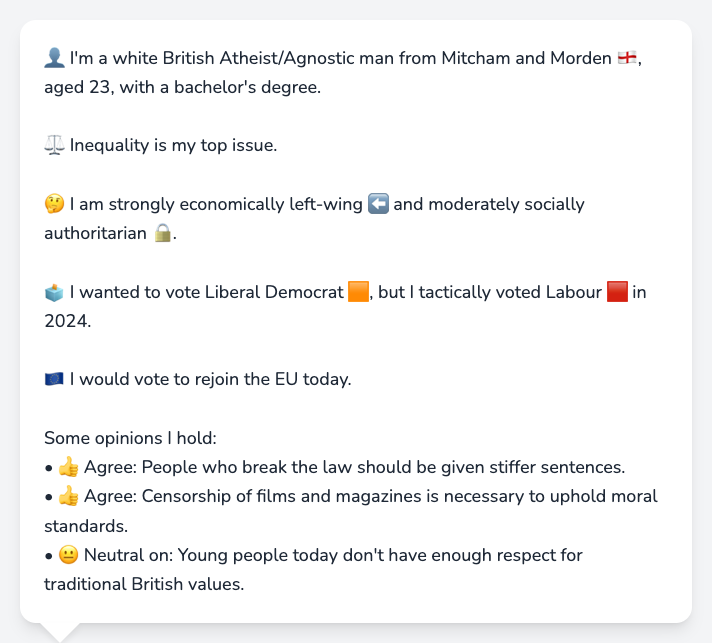 👤 I'm a white British Atheist/Agnostic man from Mitcham and Morden 🏴󠁧󠁢󠁥󠁮󠁧󠁿,
aged 23, with a bachelor's degree.
⚖️ Inequality is my top issue.
🤔 I am strongly economically left-wing ⬅️ and moderately socially
authoritarian 🔒.
🗳️ I wanted to vote Liberal Democrat 🟧, but I tactically voted Labour 🟥 in
2024.
🇪🇺 I would vote to rejoin the EU today.
Some opinions I hold:
• 👍 Agree: People who break the law should be given stiffer sentences.
• 👍 Agree: Censorship of films and magazines is necessary to uphold moral
standards.
• 😐 Neutral on: Young people today don't have enough respect for
traditional British values.